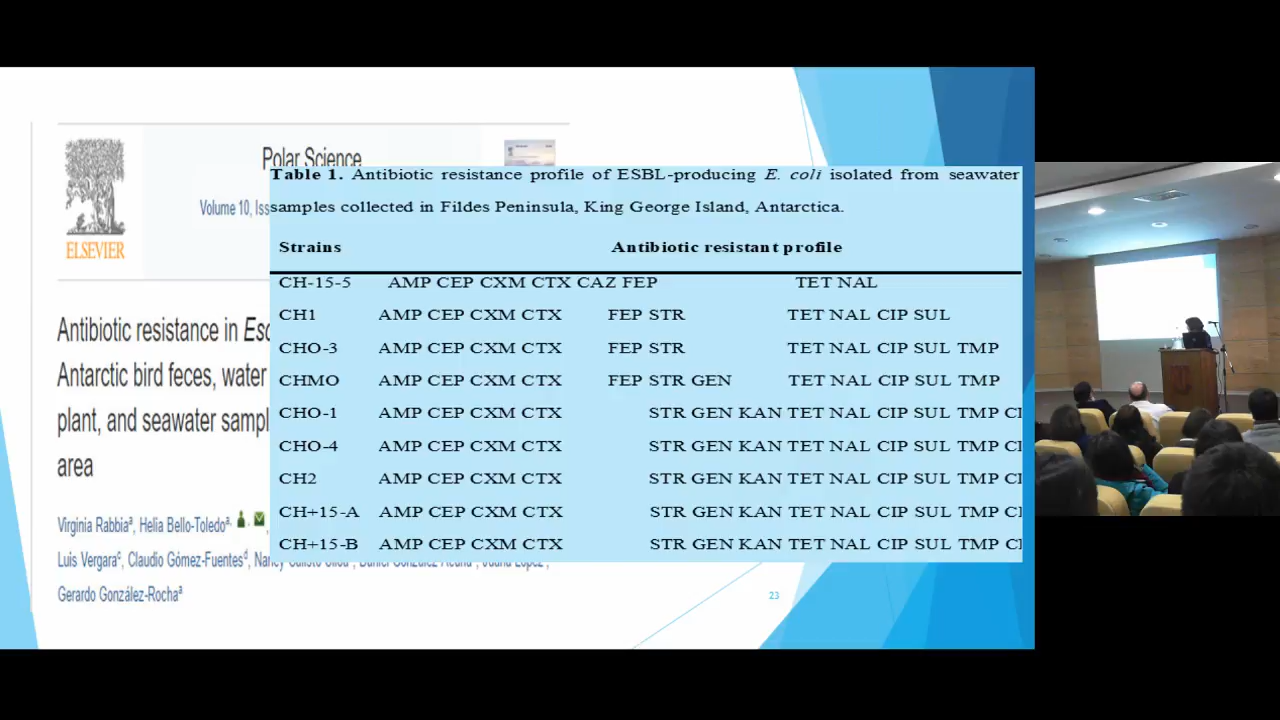 ELSEVIER
Polar Science
Volume 10, Iss
Antibiotic resistance in Esc
Antarctic bird feces, water
plant, and seawater sampl
area
Virginia Rabbiaª, Helia Bello-Toledoª,
Luis Vergaraᶜ, Claudio Gómez-Fuentesᵈ,
Gerardo González-Rochaª
Table 1. Antibiotic resistance profile of ESBL-producing E. coli isolated from seawater
samples collected in Fildes Peninsula, King George Island, Antarctica.
Strains Antibiotic resistant profile
CH-15-5 AMP CEP CXM CTX CAZ FEP TET NAL
CH1 AMP CEP CXM CTX FEP STR TET NAL CIP SUL
CHO-3 AMP CEP CXM CTX FEP STR TET NAL CIP SUL TMP
CHMO AMP CEP CXM CTX FEP STR GEN TET NAL CIP SUL TMP
CHO-1 AMP CEP CXM CTX STR GEN KAN TET NAL CIP SUL TMP
CHO-4 AMP CEP CXM CTX STR GEN KAN TET NAL CIP SUL TMP
CH2 AMP CEP CXM CTX STR GEN KAN TET NAL CIP SUL TMP
CH+15-A AMP CEP CXM CTX STR GEN KAN TET NAL CIP SUL TMP
CH+15-B AMP CEP CXM CTX STR GEN KAN TET NAL CIP SUL TMP
23